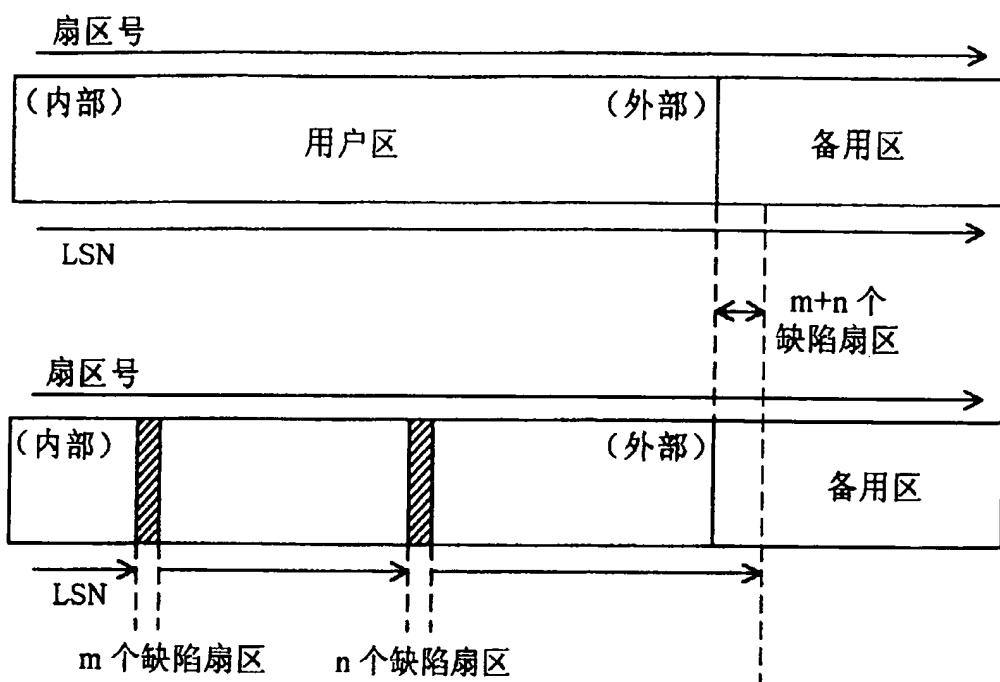 扇区号
（内部）
（外部）
用户区
备用区
LSN
m+n 个
缺陷扇区
扇区号
（内部）
（外部）
备用区
LSN
m 个缺陷扇区
n 个缺陷扇区